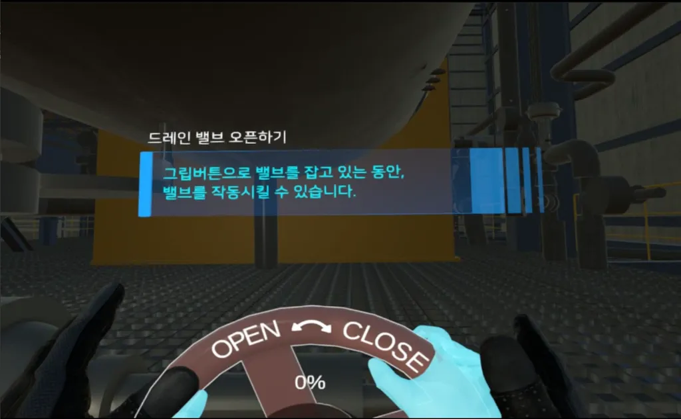 드레인 밸브 오픈하기
그립버튼으로 밸브를 잡고 있는 동안,
밸브를 작동시킬 수 있습니다.
OPEN CLOSE
0%